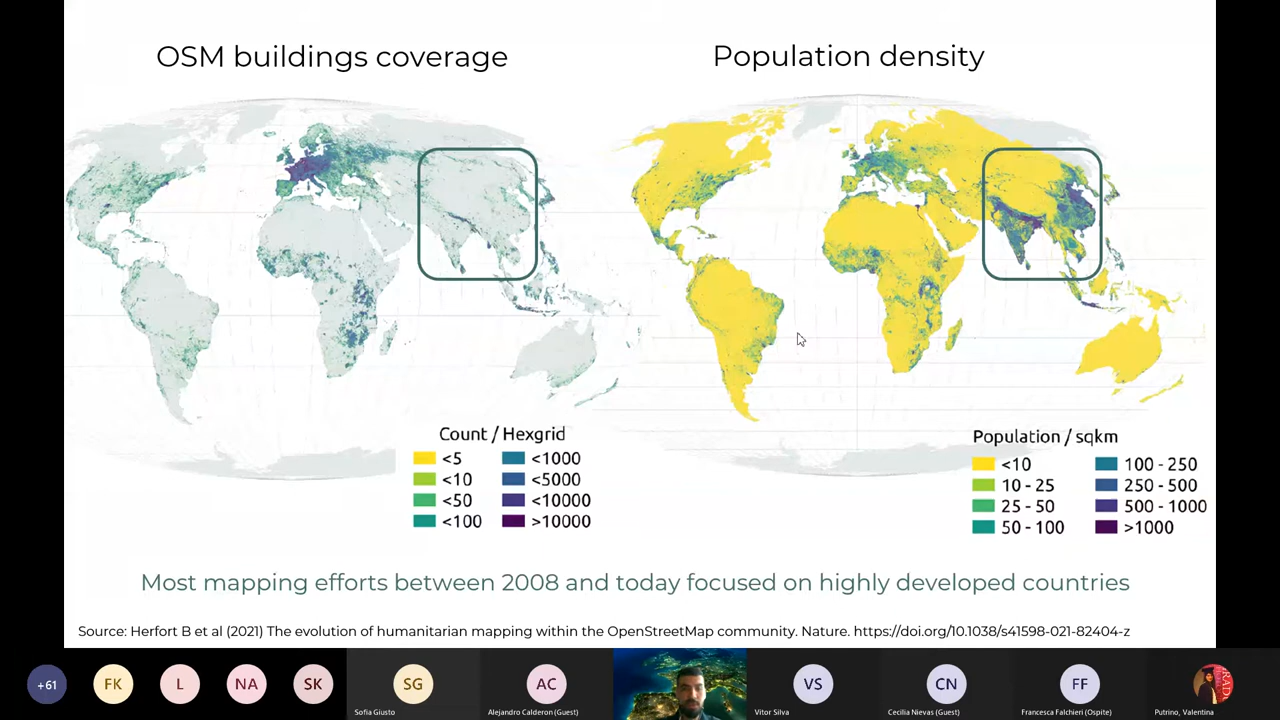 OSM buildings coverage
Population density
Count / Hexgrid
<5
<10
<50
<100
<1000
<5000
<10000
>10000
Population / sqkm
<10
10 - 25
25 - 50
50 - 100
100 - 250
250 - 500
500 - 1000
>1000
Most mapping efforts between 2008 and today focused on highly developed countries
Source: Herfort B et al (2021) The evolution of humanitarian mapping within the OpenStreetMap community. Nature. https://doi.org/10.1038/s41598-021-82404-z
+61
FK
L
NA
SK
SG
AC
VS
CN
FF
Sofia Giusto
Alejandro Calderon (Guest)
Vitor Silva
Cecilia Nievas (Guest)
Francesca Falchieri (Ospite)
Putrino, Valentina